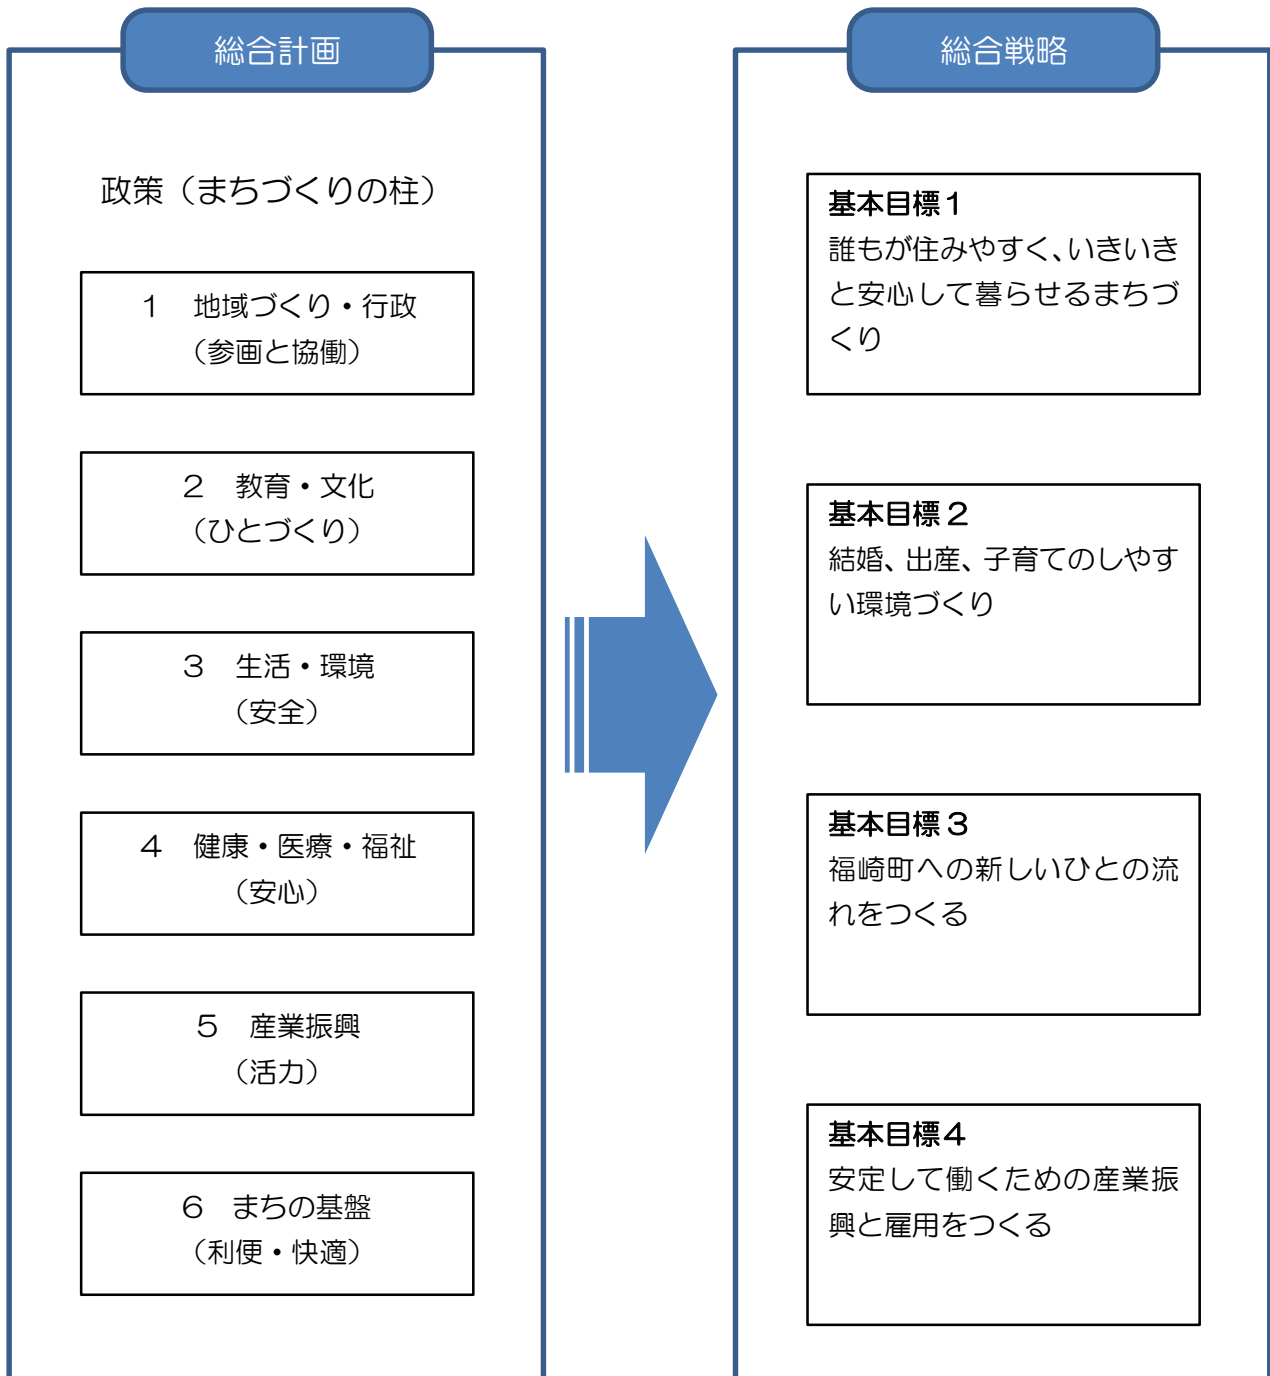 総合計画
政策（まちづくりの柱）
１　地域づくり・行政
（参画と協働）
２　教育・文化
（ひとづくり）
３　生活・環境
（安全）
４　健康・医療・福祉
（安心）
５　産業振興
（活力）
６　まちの基盤
（利便・快適）
総合戦略
基本目標１
誰もが住みやすく、いきいき
と安心して暮らせるまちづ
くり
基本目標２
結婚、出産、子育てのしやす
い環境づくり
基本目標３
福崎町への新しいひとの流
れをつくる
基本目標４
安定して働くための産業振
興と雇用をつくる